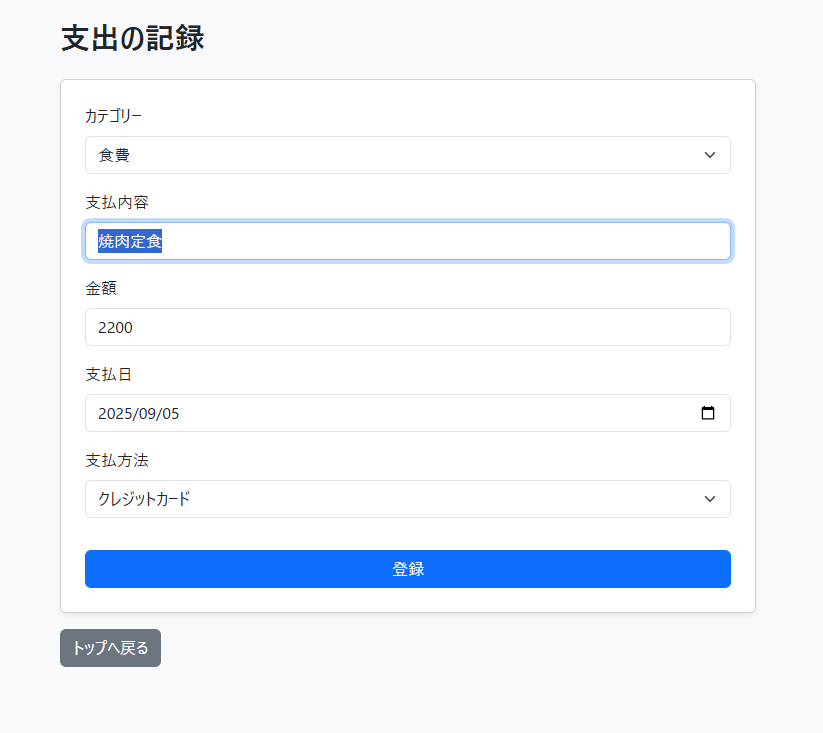 支出の記録
カテゴリー
食費
支払内容
焼肉定食
金額
2200
支払日
2025/09/05
支払方法
クレジットカード
登録
トップへ戻る